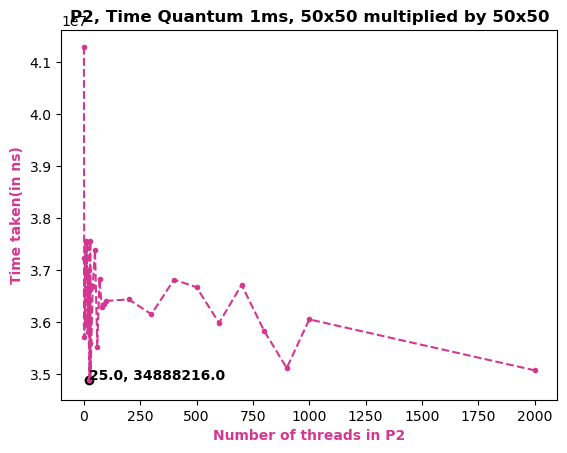 P2, Time Quantum 1ms, 50x50 multiplied by 50x50
1e7
4.1
4.0
3.9
3.8
3.7
3.6
3.5
Time taken(in ns)
25.0, 34888216.0
0 250 500 750 1000 1250 1500 1750 2000
Number of threads in P2